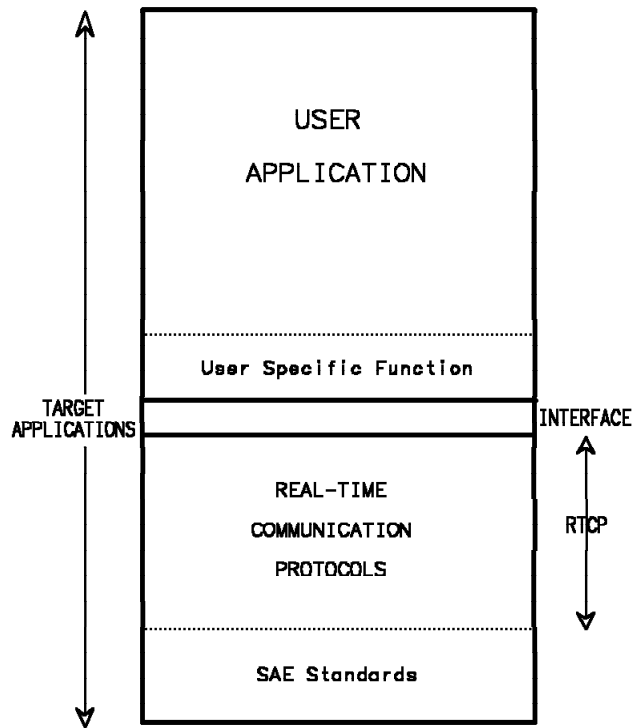 USER
APPLICATION
User Specific Function
TARGET
APPLICATIONS
INTERFACE
REAL-TIME
COMMUNICATION
PROTOCOLS
RTCP
SAE Standards